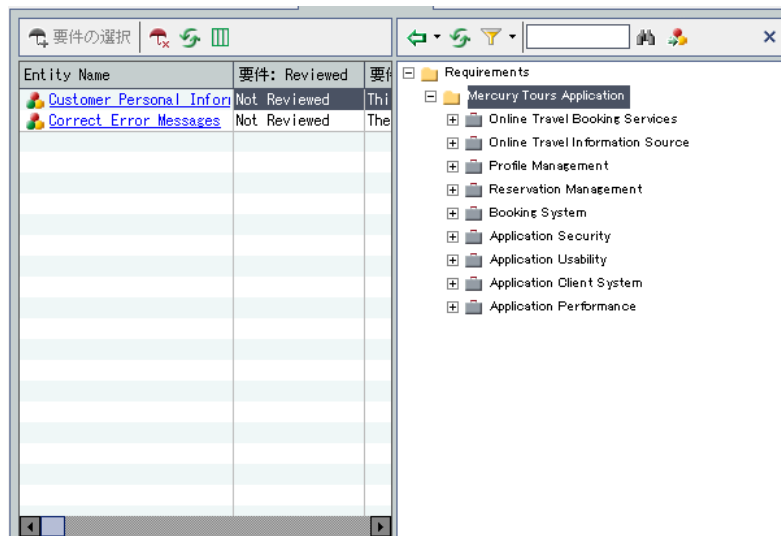 要件の選択
Entity Name 要件: Reviewed
Customer Personal Infor Not Reviewed Thi
Correct Error Messages Not Reviewed The
Requirements
Mercury Tours Application
Online Travel Booking Services
Online Travel Information Source
Profile Management
Reservation Management
Booking System
Application Security
Application Usability
Application Client System
Application Performance